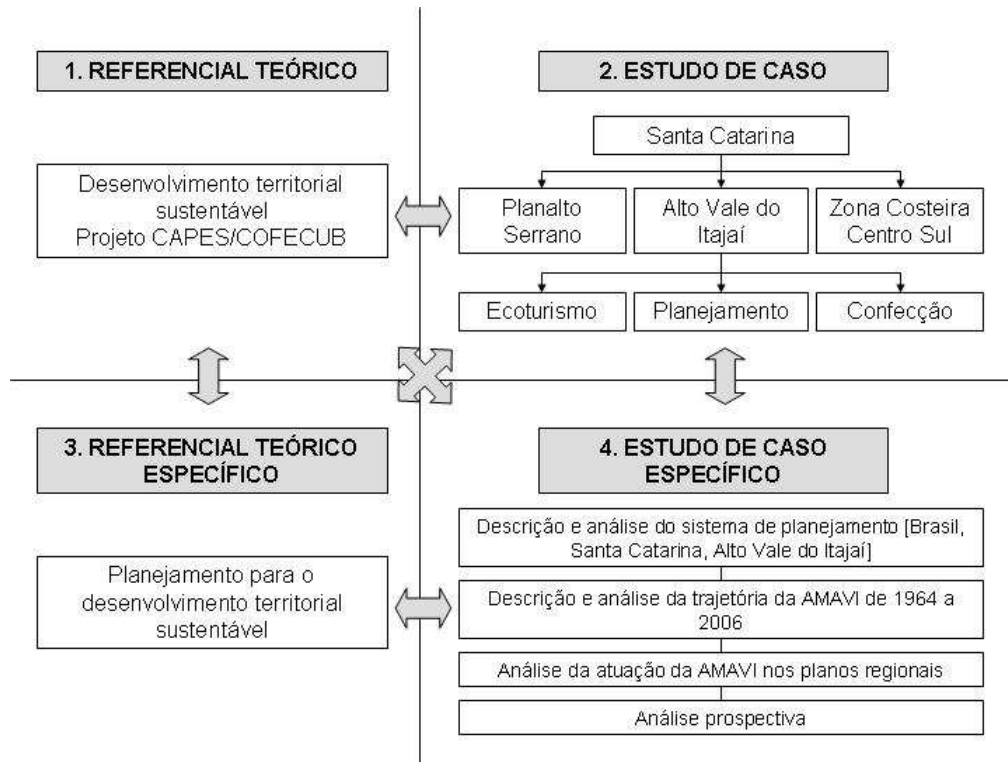 1. REFERENCIAL TEÓRICO
Desenvolvimento territorial
sustentável
Projeto CAPES/COFECUB
2. ESTUDO DE CASO
Santa Catarina
Planalto
Serrano
Alto Vale do
Itajaí
Zona Costeira
Centro Sul
Ecoturismo
Planejamento
Confecção
3. REFERENCIAL TEÓRICO
ESPECÍFICO
Planejamento para o
desenvolvimento territorial
sustentável
4. ESTUDO DE CASO
ESPECÍFICO
Descrição e análise do sistema de planejamento [Brasil,
Santa Catarina, Alto Vale do Itajaí]
Descrição e análise da trajetória da AMAVI de 1964 a
2006
Análise da atuação da AMAVI nos planos regionais
Análise prospectiva